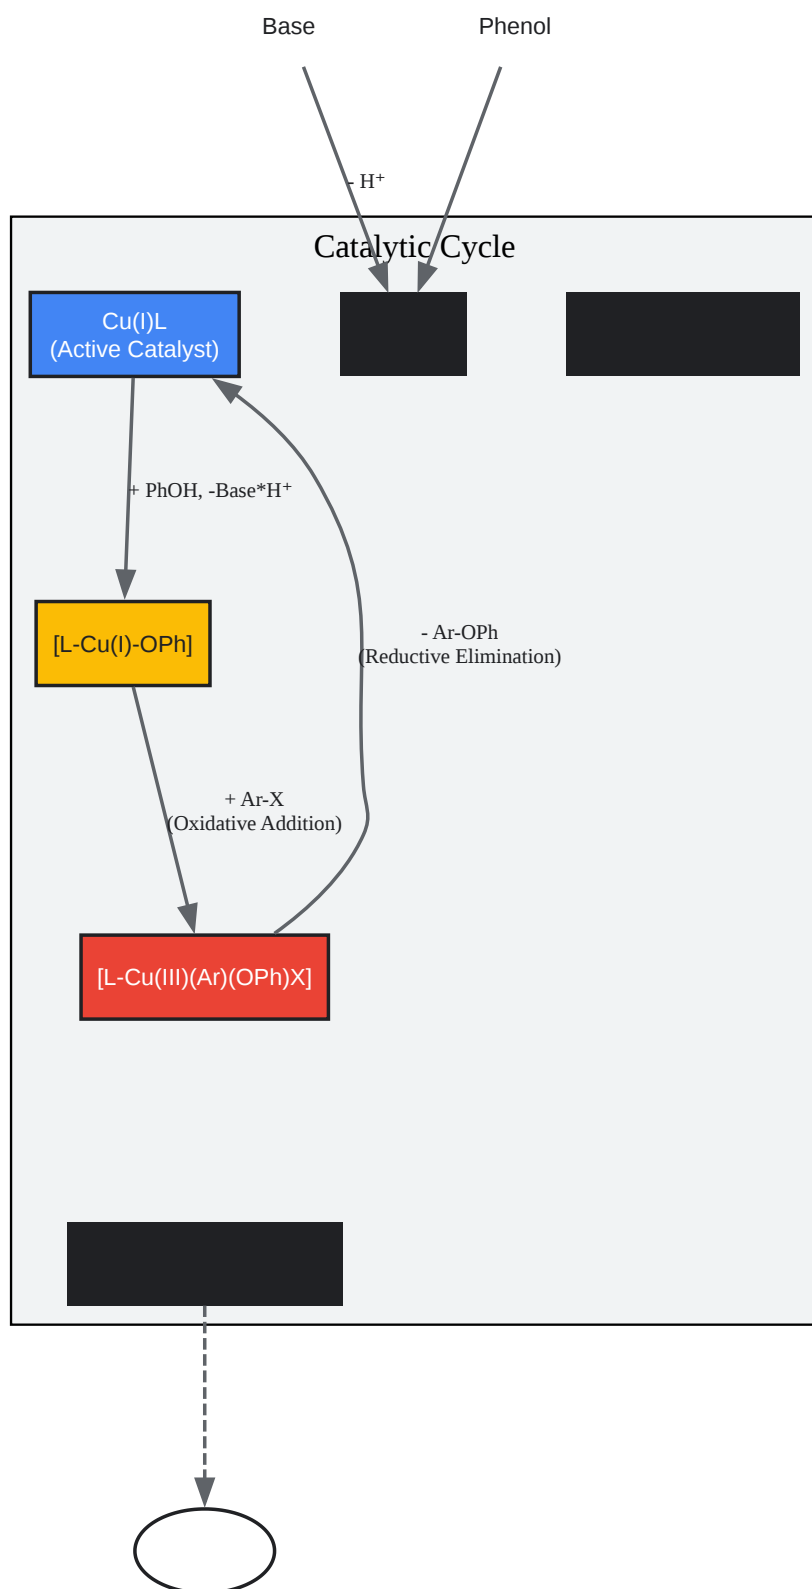 Base
Phenol
- H⁺
Catalytic Cycle
Cu(I)L
(Active Catalyst)
+ PhOH, -Base*H⁺
[L-Cu(I)-OPh]
- Ar-OPh
(Reductive Elimination)
+ Ar-X
(Oxidative Addition)
[L-Cu(III)(Ar)(OPh)X]